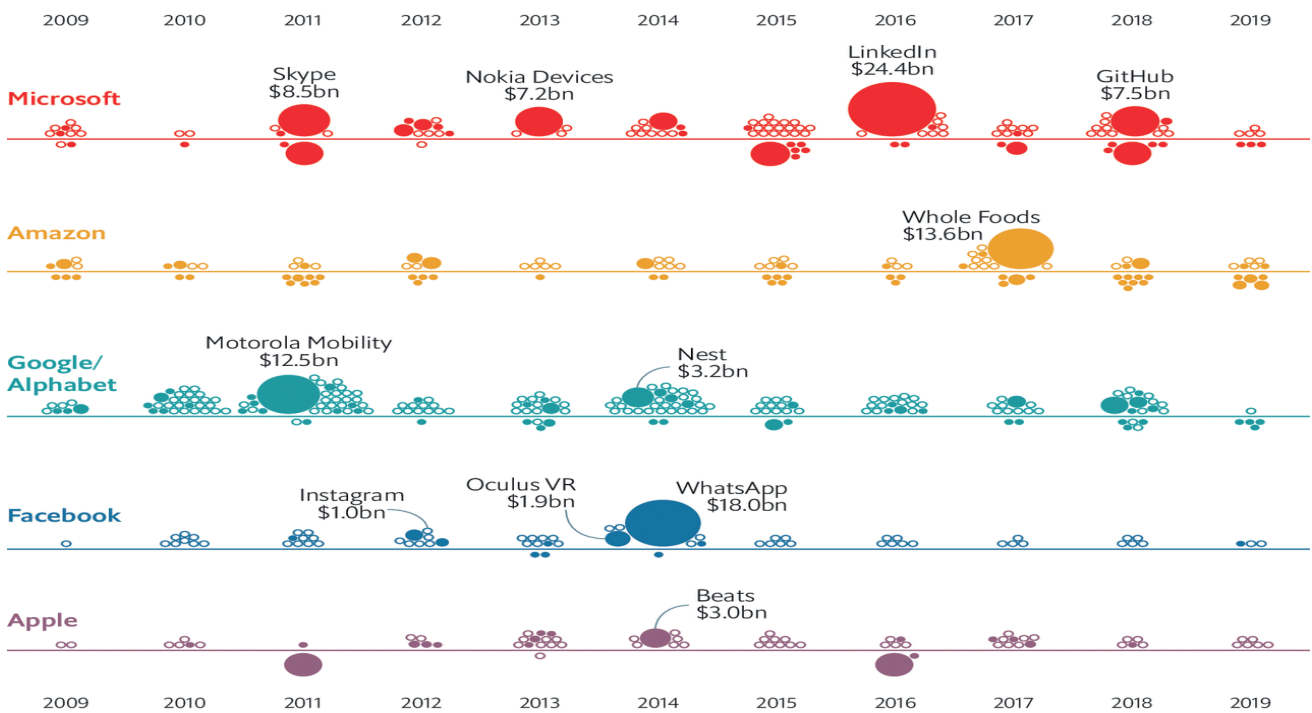 2009 2010 2011 2012 2013 2014 2015 2016 2017 2018 2019
Microsoft
Skype
$8.5bn
Nokia Devices
$7.2bn
LinkedIn
$24.4bn
GitHub
$7.5bn
Amazon
Whole Foods
$13.6bn
Google/
Alphabet
Motorola Mobility
$12.5bn
Nest
$3.2bn
Facebook
Instagram
$1.0bn
Oculus VR
$1.9bn
WhatsApp
$18.0bn
Apple
Beats
$3.0bn
2009 2010 2011 2012 2013 2014 2015 2016 2017 2018 2019